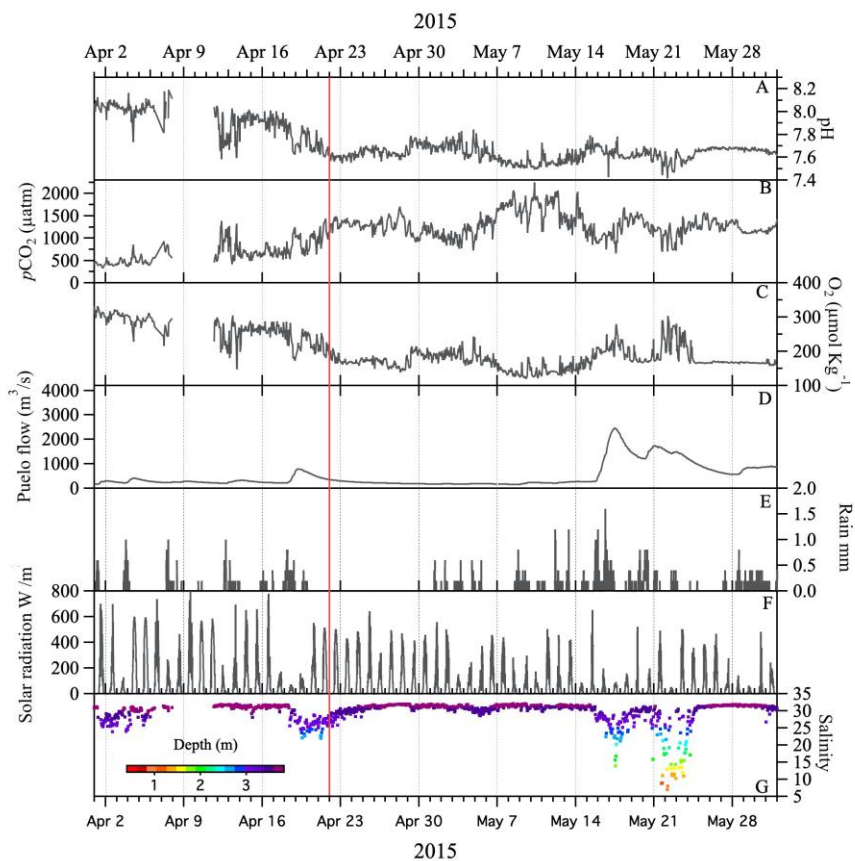 2015
Apr 2 Apr 9 Apr 16 Apr 23 Apr 30 May 7 May 14 May 21 May 28
A
8.2
8.0
7.8
7.6
7.4
pH
B
2000
1500
1000
500
0
pCO₂ (µatm)
C
400
300
200
100
O₂ (µmol Kg⁻¹)
D
4000
3000
2000
1000
0
Puelo flow (m³/s)
E
2.0
1.5
1.0
0.5
0.0
Rain mm
F
800
600
400
200
0
Solar radiation W /m
35
30
25
20
15
10
5
Salinity
Depth (m)
1 2 3
G
Apr 2 Apr 9 Apr 16 Apr 23 Apr 30 May 7 May 14 May 21 May 28
2015